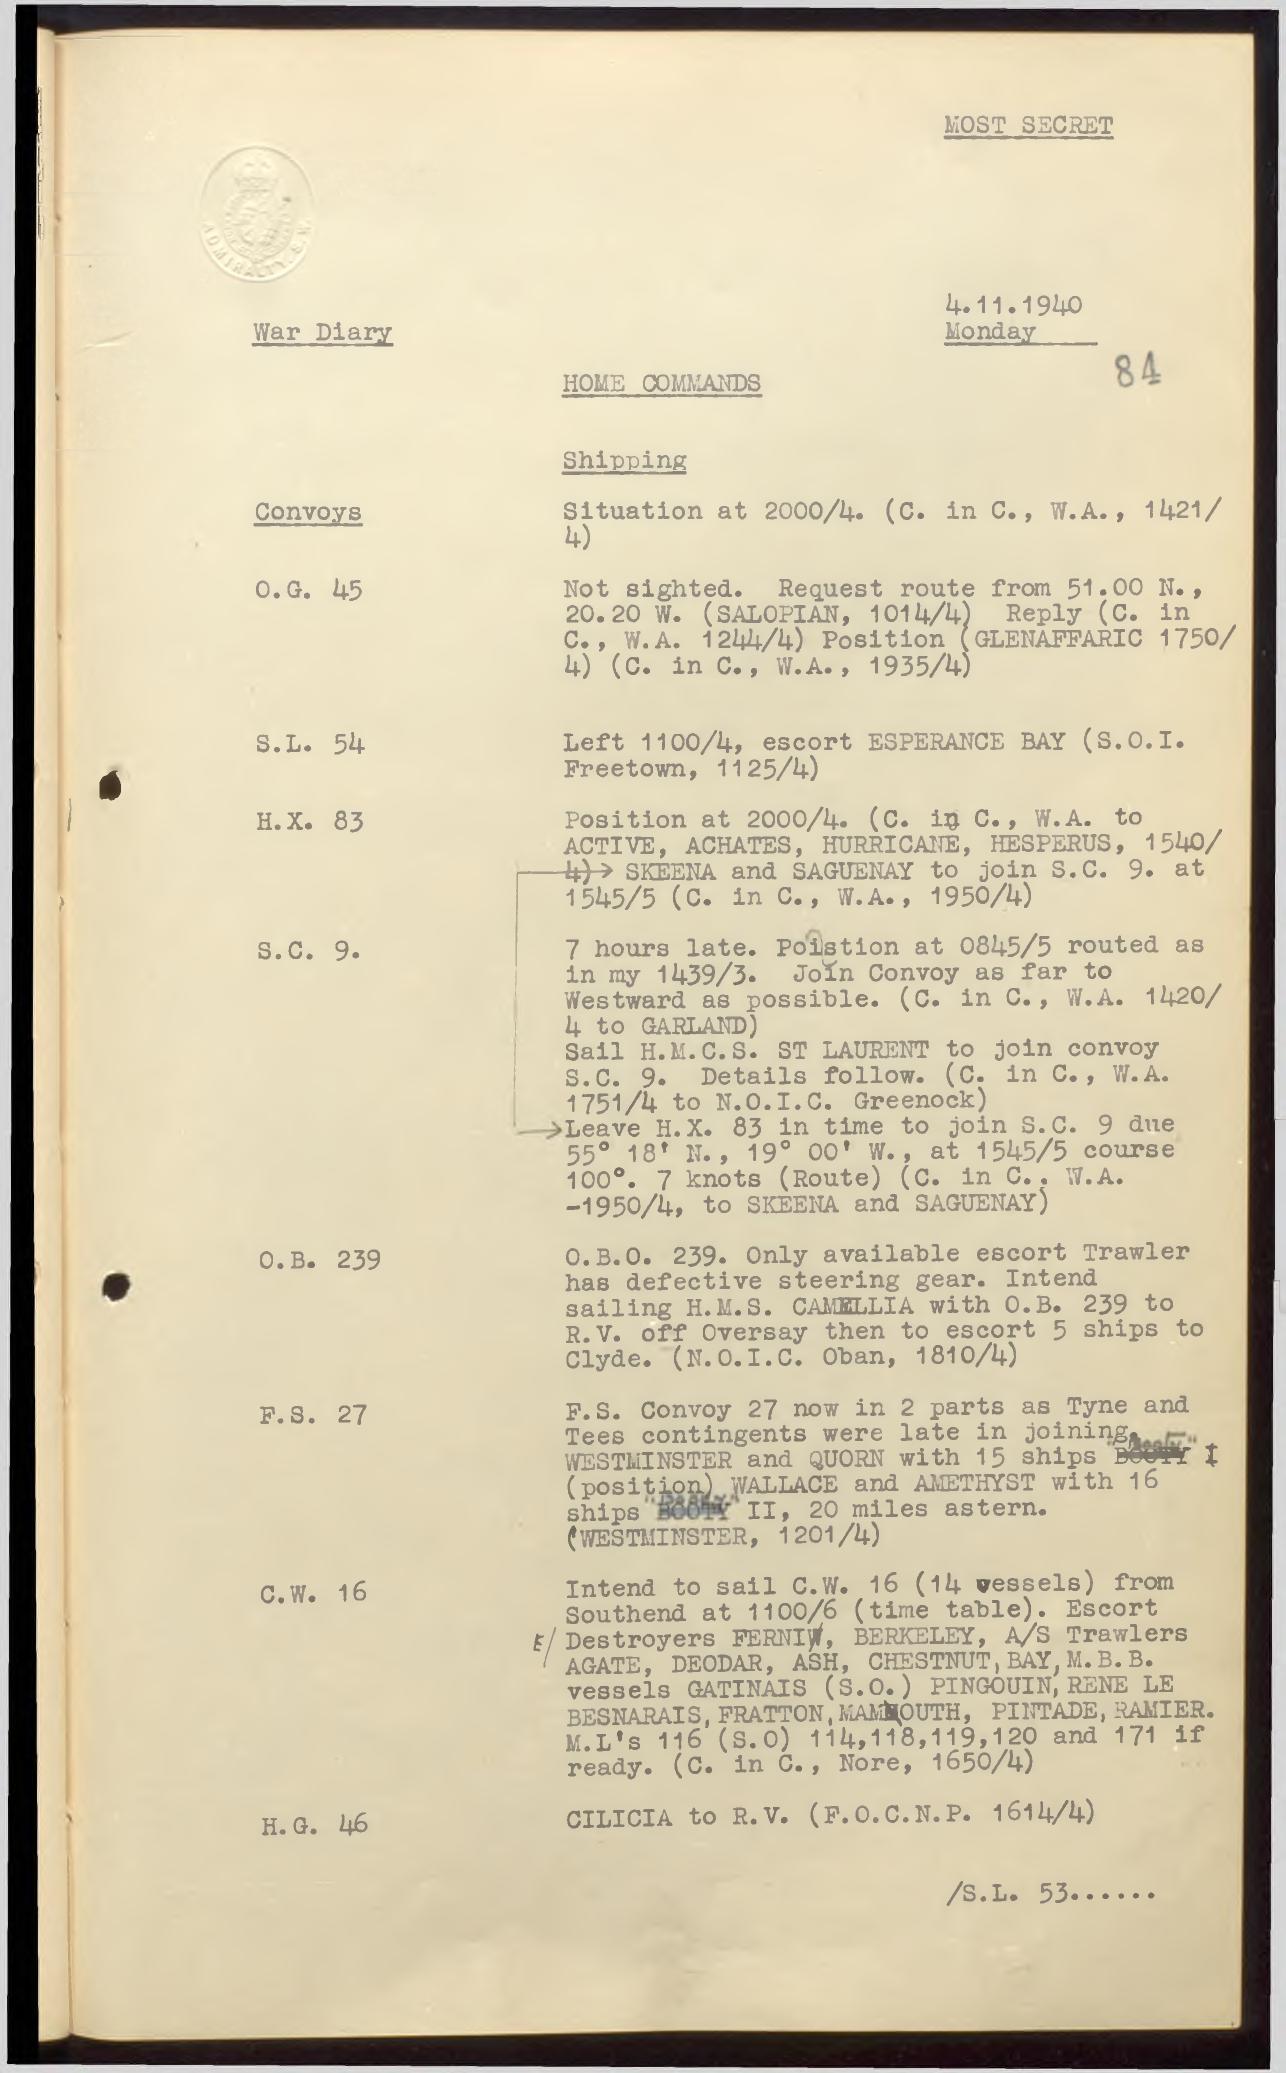 MOST SECRET
ADMIRALTY. S.W.
4.11.1940
War Diary
Monday
84
HOME COMMANDS
Shipping
Convoys
Situation at 2000/4. (C. in C., W.A., 1421/
4)
O.G. 45
Not sighted. Request route from 51.00 N.,
20.20 W. (SALOPIAN, 1014/4) Reply (C. in
C., W.A. 1244/4) Position (GLENAFFARIC 1750/
4) (C. in C., W.A., 1935/4)
S.L. 54
Left 1100/4, escort ESPERANCE BAY (S.O.I.
Freetown, 1125/4)
H.X. 83
Position at 2000/4. (C. in C., W.A. to
ACTIVE, ACHATES, HURRICANE, HESPERUS, 1540/
4) SKEENA and SAGUENAY to join S.C. 9. at
1545/5 (C. in C., W.A., 1950/4)
S.C. 9.
7 hours late. Poistion at 0845/5 routed as
in my 1439/3. Join Convoy as far to
Westward as possible. (C. in C., W.A. 1420/
4 to GARLAND)
Sail H.M.C.S. ST LAURENT to join convoy
S.C. 9. Details follow. (C. in C., W.A.
1751/4 to N.O.I.C. Greenock)
Leave H.X. 83 in time to join S.C. 9 due
55° 18' N., 19° 00' W., at 1545/5 course
100°. 7 knots (Route) (C. in C., W.A.
-1950/4, to SKEENA and SAGUENAY)
O.B. 239
O.B.O. 239. Only available escort Trawler
has defective steering gear. Intend
sailing H.M.S. CAMELLIA with O.B. 239 to
R.V. off Oversay then to escort 5 ships to
Clyde. (N.O.I.C. Oban, 1810/4)
F.S. 27
F.S. Convoy 27 now in 2 parts as Tyne and
Tees contingents were late in joining.
WESTMINSTER and QUORN with 15 ships "BOOTY" I
(position) WALLACE and AMETHYST with 16
ships "BOOTY" II, 20 miles astern.
(WESTMINSTER, 1201/4)
C.W. 16
Intend to sail C.W. 16 (14 vessels) from
Southend at 1100/6 (time table). Escort
E/ Destroyers FERNIW, BERKELEY, A/S Trawlers
AGATE, DEODAR, ASH, CHESTNUT, BAY, M.B.B.
vessels GATINAIS (S.O.) PINGOUIN, RENE LE
BESNARAIS, FRATTON, MAMMOUTH, PINTADE, RAMIER.
M.L's 116 (S.O) 114,118,119,120 and 171 if
ready. (C. in C., Nore, 1650/4)
H.G. 46
CILICIA to R.V. (F.O.C.N.P. 1614/4)
/S.L. 53......